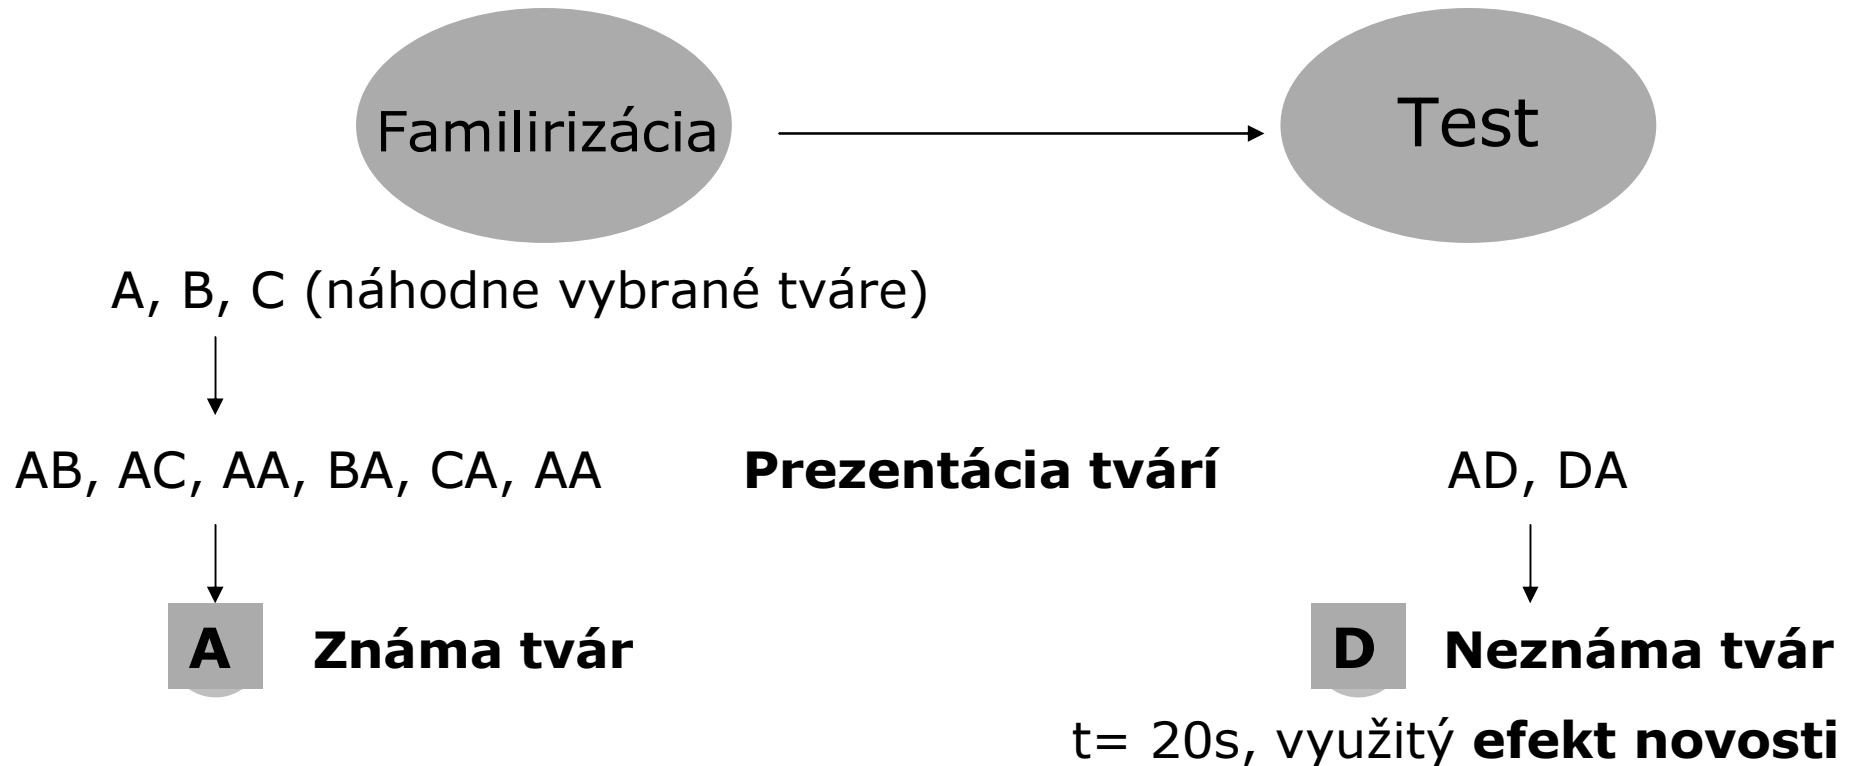 Familirizácia
Test
A, B, C (náhodne vybrané tváre)
AB, AC, AA, BA, CA, AA
Prezentácia tvárí
AD, DA
A
Známa tvár
D
Neznáma tvár
t= 20s, využitý efekt novosti